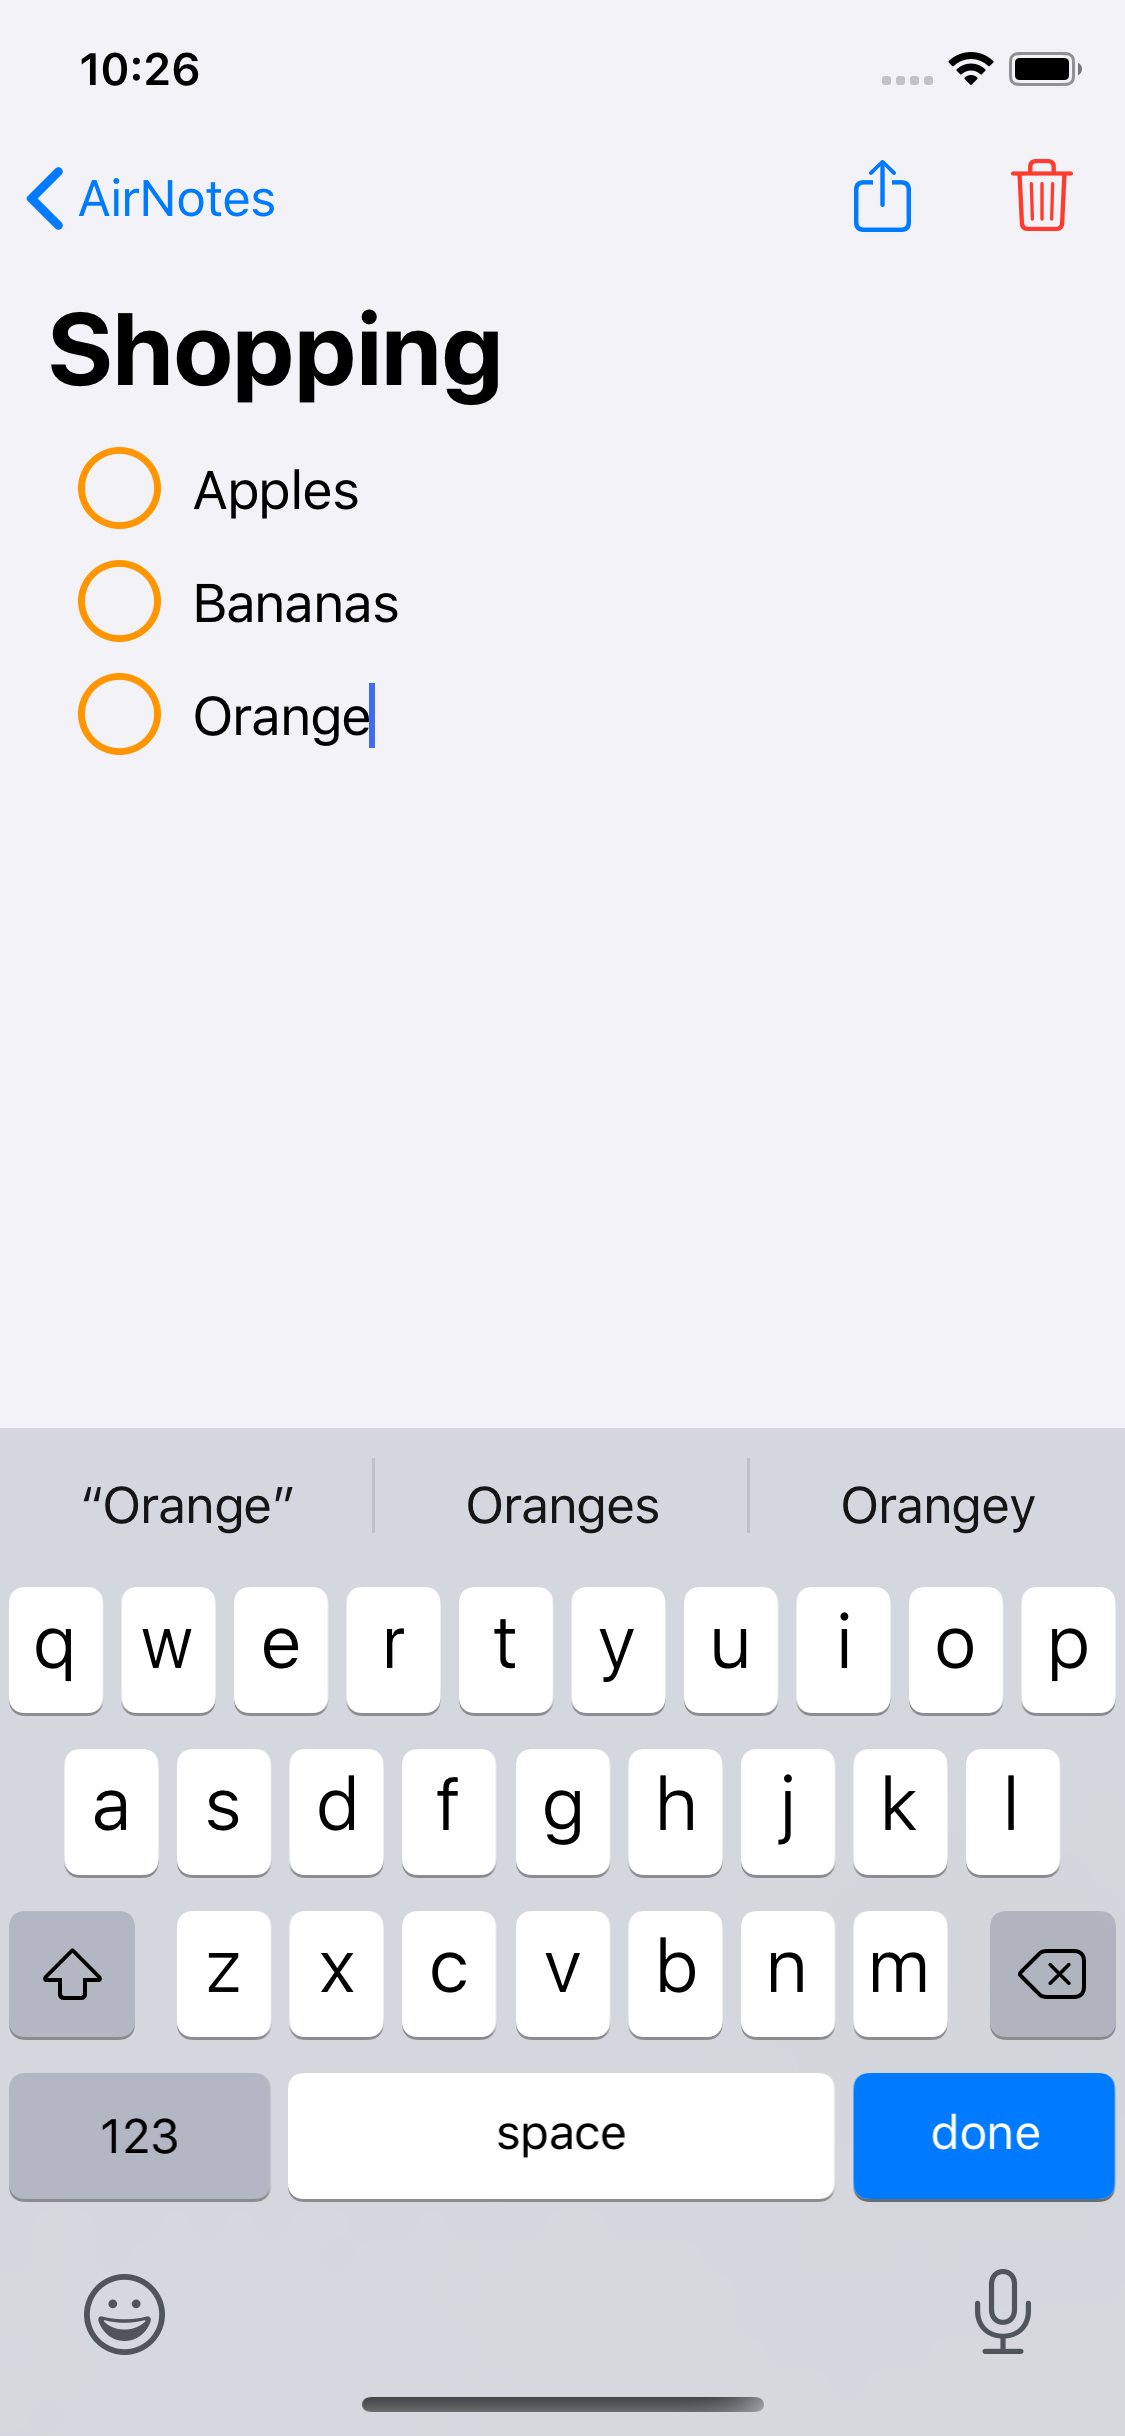 10:26
AirNotes
Shopping
Apples
Bananas
Orange
“Orange” Oranges Orangey
q w e r t y u i o p
a s d f g h j k l
z x c v b n m
123 space done